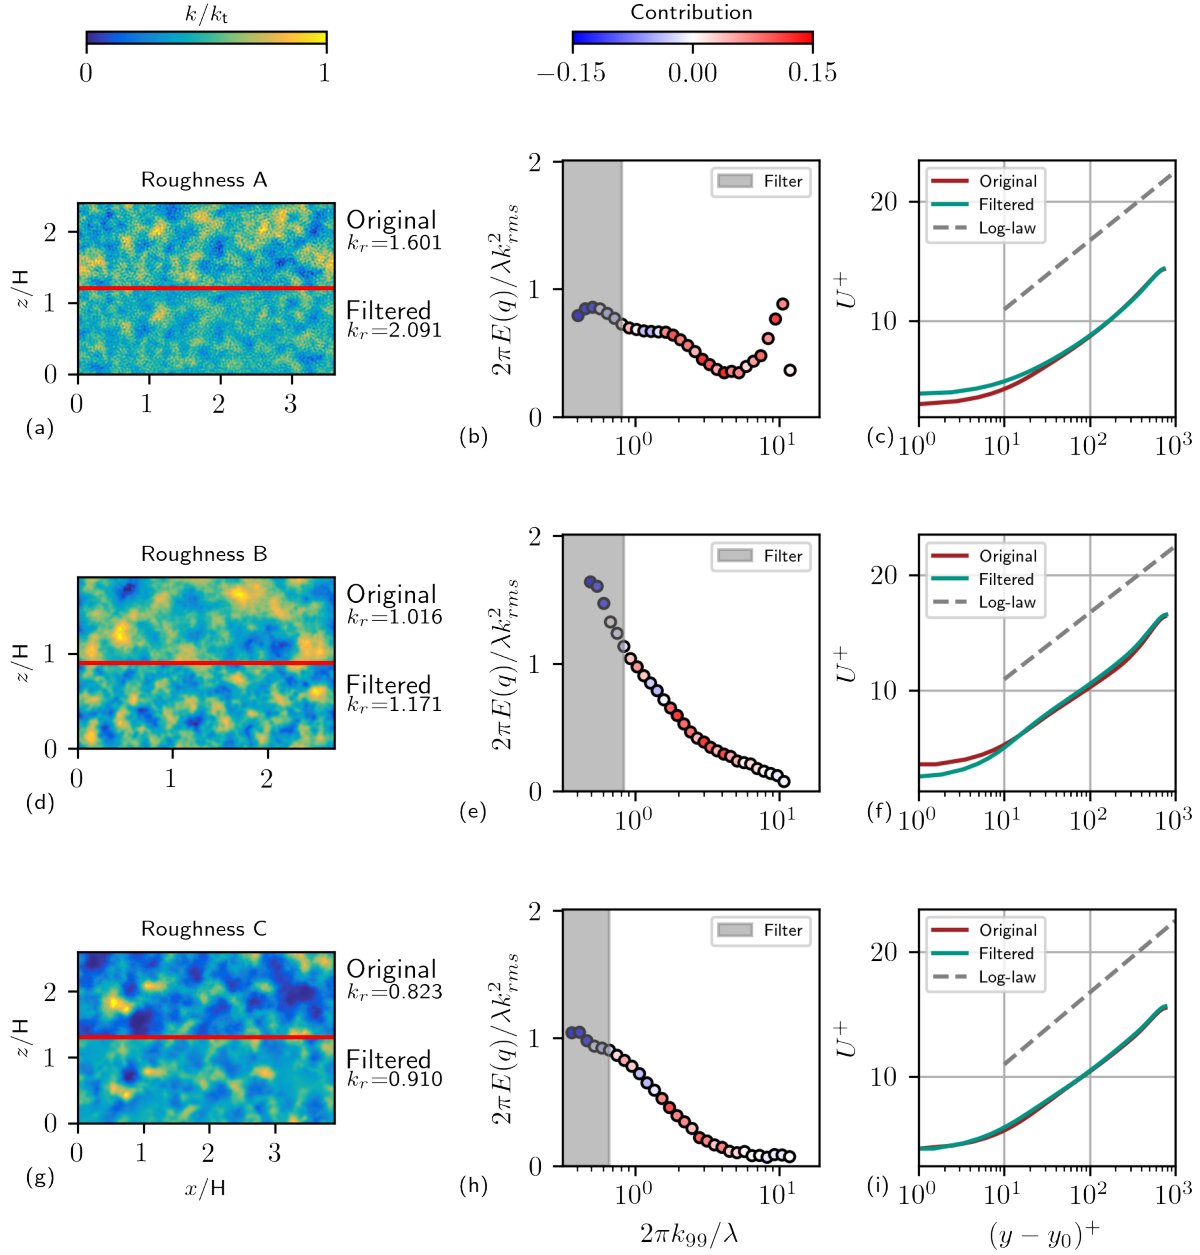 k/k_t
0 1
Contribution
−0.15 0.00 0.15
Roughness A
Original
k_r=1.601
Filtered
k_r=2.091
z/H
2
1
0
0 1 2 3
(a)
Filter
2πE(q)/λk²_rms
2
1
0
10⁰ 10¹
(b)
Original
Filtered
Log-law
U⁺
20
10
10⁰ 10¹ 10² 10³
(c)
Roughness B
Original
k_r=1.016
Filtered
k_r=1.171
z/H
1
0
0 1 2
(d)
Filter
2πE(q)/λk²_rms
2
1
0
10⁰ 10¹
(e)
Original
Filtered
Log-law
U⁺
20
10
10⁰ 10¹ 10² 10³
(f)
Roughness C
Original
k_r=0.823
Filtered
k_r=0.910
z/H
2
1
0
0 1 2 3
x/H
(g)
Filter
2πE(q)/λk²_rms
2
1
0
10⁰ 10¹
2πk₉₉/λ
(h)
Original
Filtered
Log-law
U⁺
20
10
10⁰ 10¹ 10² 10³
(y − y₀)⁺
(i)